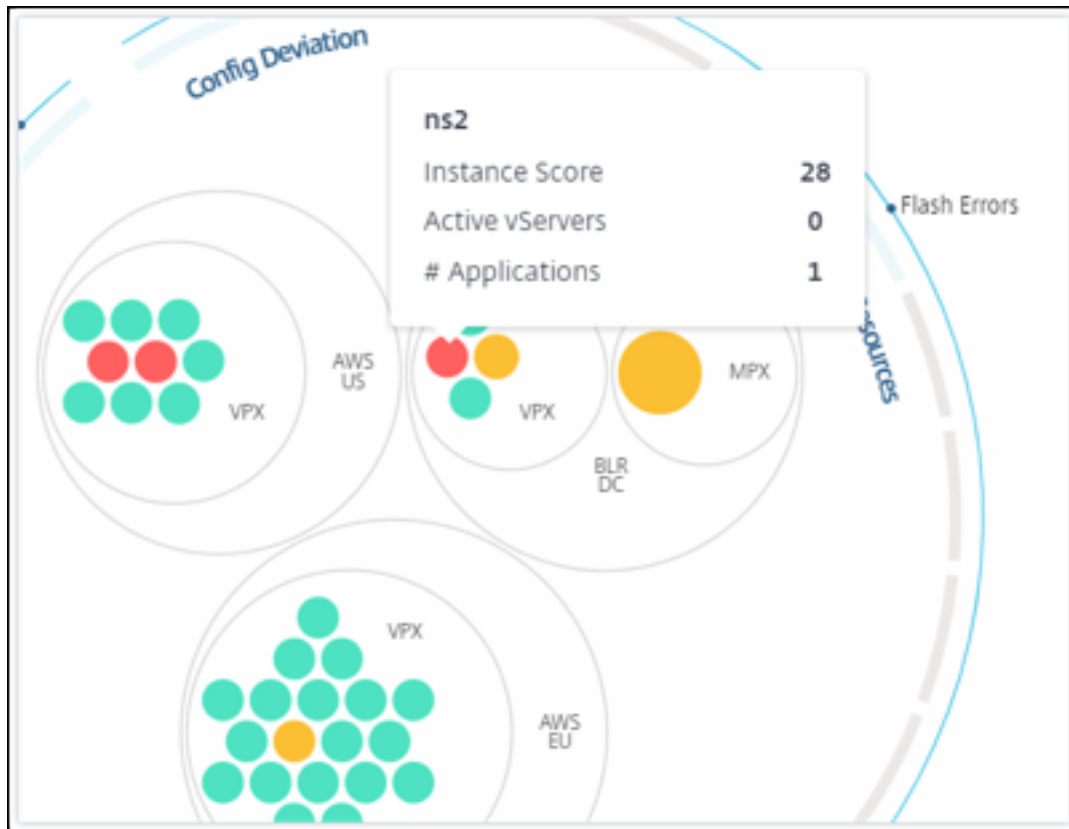 Config Deviation
ns2
Instance Score 28
Active vServers 0
# Applications 1
Flash Errors
AWS
US
VPX
VPX
MPX
BLR
DC
VPX
AWS
EU